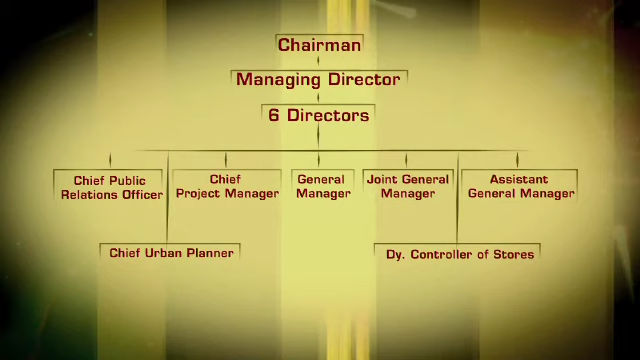 Chairman
Managing Director
6 Directors
Chief Public
Relations Officer
Chief
Project Manager
General
Manager
Joint General
Manager
Assistant
General Manager
Chief Urban Planner
Dy. Controller of Stores